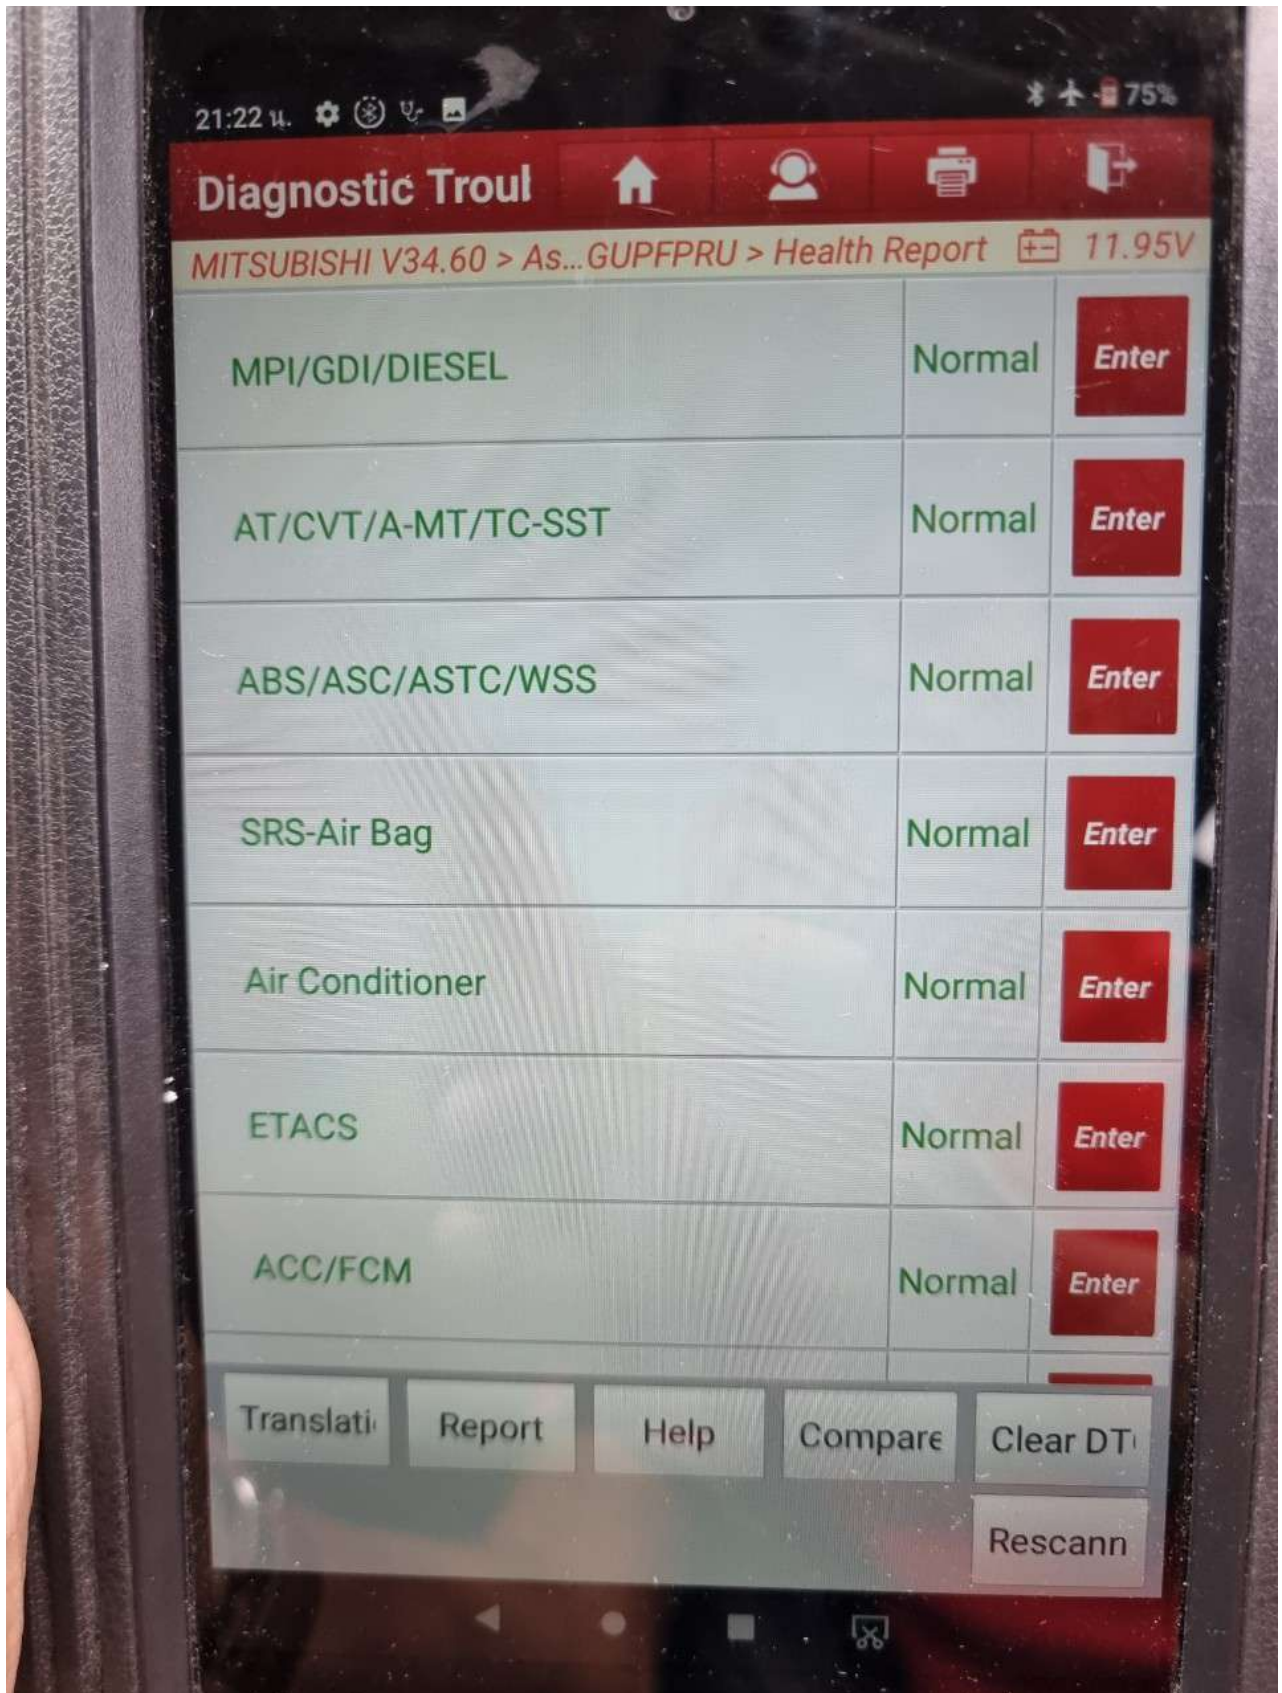 21:22 น.
75%
Diagnostic Troul
MITSUBISHI V34.60 > As...GUPFPRU > Health Report 11.95V
MPI/GDI/DIESEL Normal Enter
AT/CVT/A-MT/TC-SST Normal Enter
ABS/ASC/ASTC/WSS Normal Enter
SRS-Air Bag Normal Enter
Air Conditioner Normal Enter
ETACS Normal Enter
ACC/FCM Normal Enter
Translati Report Help Compare Clear DT
Rescann